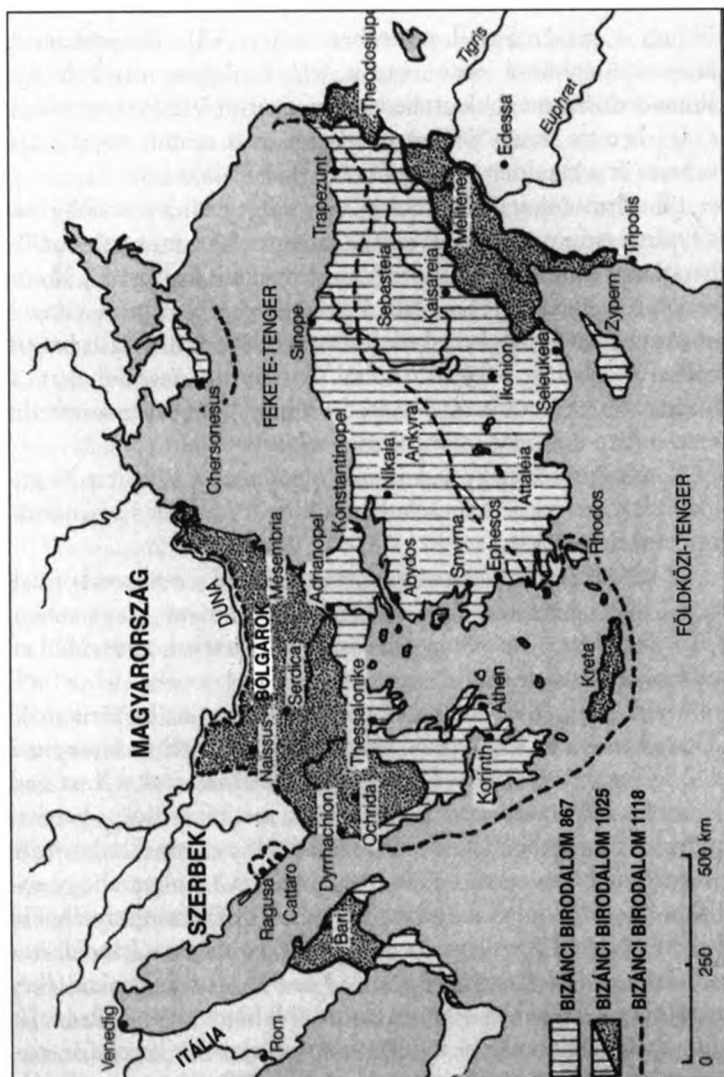 Venedig
ITÁLIA
Rom
Bari
Ragusa
Cattaro
Dyrrhachion
Ochrida
SZERBEK
MAGYARORSZÁG
DUNA
BOLGÁROK
Naissus
Serdica
Mesembria
Adrianopel
Konstantinopel
Thessalonike
Korinth
Athén
Kreta
Abydos
Smyrna
Ephesos
Rhodos
Nikaia
Ankyra
Attaleia
Chersonesus
FEKETE-TENGER
Sinope
Trapezunt
Theodosiupolis
Sebasteia
Kaisareia
Melitene
Ikonion
Seleukeia
Zypern
Tripolis
Edessa
Tigris
Euphrat
FÖLDKÖZI-TENGER
BIZÁNCI BIRODALOM 867
BIZÁNCI BIRODALOM 1025
BIZÁNCI BIRODALOM 1118
0 250 500 km